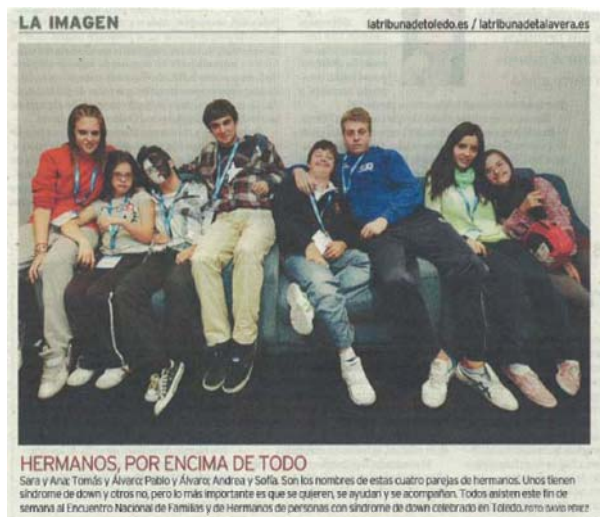 LA IMAGEN
latribunadetoledo.es / latribunadetalavera.es
HERMANOS, POR ENCIMA DE TODO
Sara y Ana; Tomás y Álvaro; Pablo y Álvaro; Andrea y Sofía. Son los nombres de estas cuatro parejas de hermanos. Unos tienen
síndrome de down y otros no, pero lo más importante es que se quieren, se ayudan y se acompañan. Todos asisten este fin de
semana al Encuentro Nacional de Familias y de Hermanos de personas con síndrome de down celebrado en Toledo. FOTO: DAVID PÉREZ